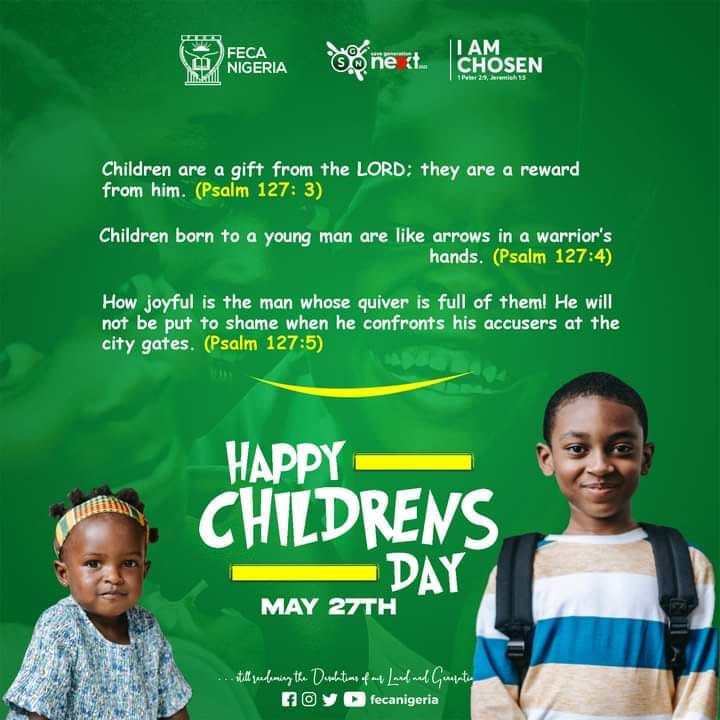 FECA
NIGERIA
SGN
save generation
next
I AM
CHOSEN
1 Peter 2:9, Jeremiah 1:5
Children are a gift from the LORD; they are a reward
from him. (Psalm 127: 3)
Children born to a young man are like arrows in a warrior's
hands. (Psalm 127:4)
How joyful is the man whose quiver is full of them! He will
not be put to shame when he confronts his accusers at the
city gates. (Psalm 127:5)
HAPPY
CHILDRENS
DAY
MAY 27TH
. . . still redeeming the Desolations of our Land and
fecanigeria